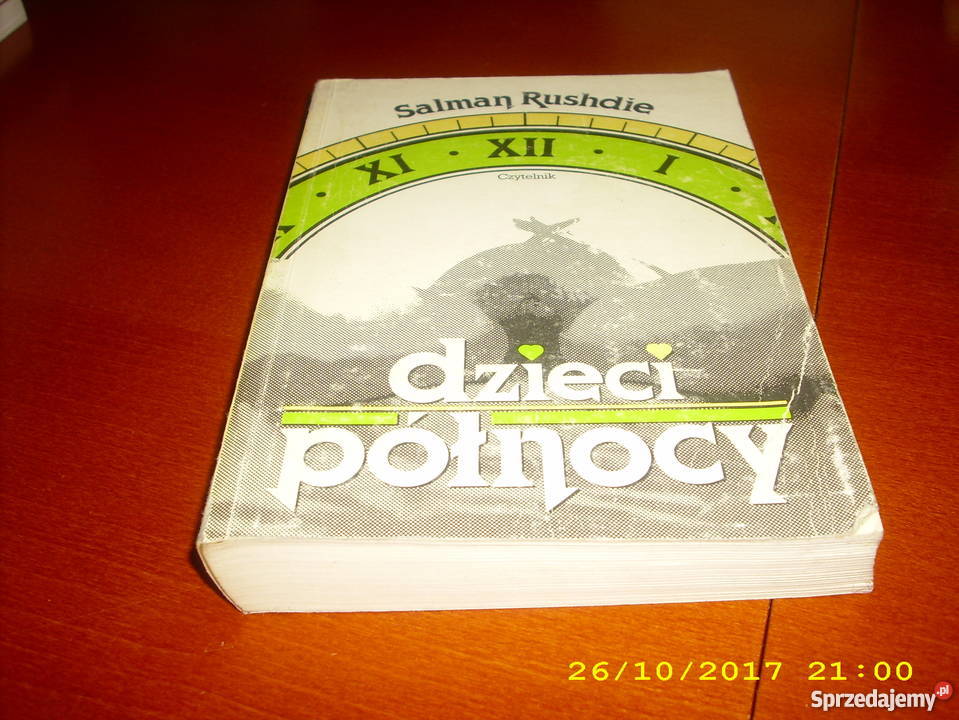 Salman Rushdie
XI · XII · I ·
Czytelnik
dzieci
północy
26/10/2017 21:00
Sprzedajemy.pl